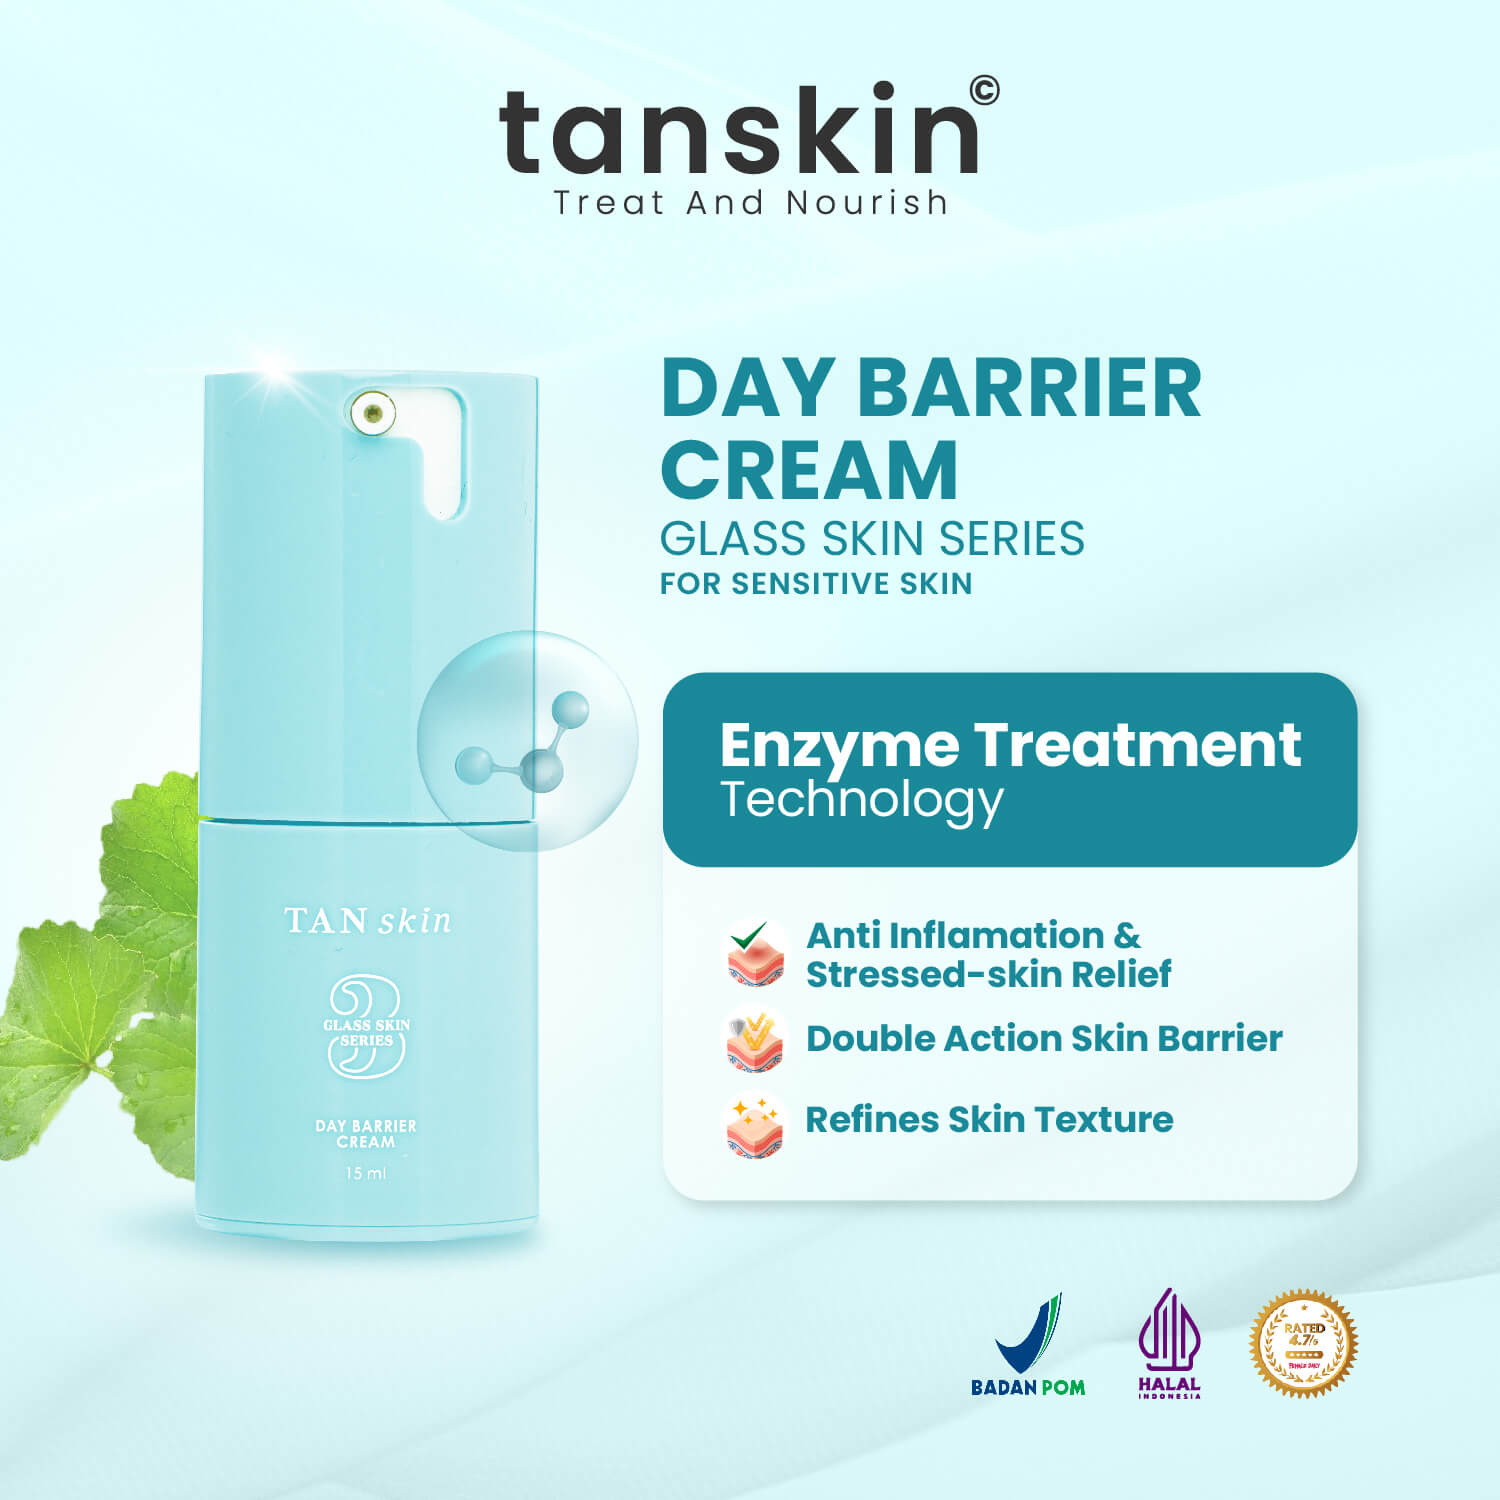 tanskin©
Treat And Nourish
DAY BARRIER
CREAM
GLASS SKIN SERIES
FOR SENSITIVE SKIN
Enzyme Treatment
Technology
Anti Inflamation &
Stressed-skin Relief
Double Action Skin Barrier
Refines Skin Texture
TAN skin
GLASS SKIN
SERIES
DAY BARRIER
CREAM
15 ml
BADAN POM
HALAL
INDONESIA
RATED
4.7/5
FEMALE DAILY